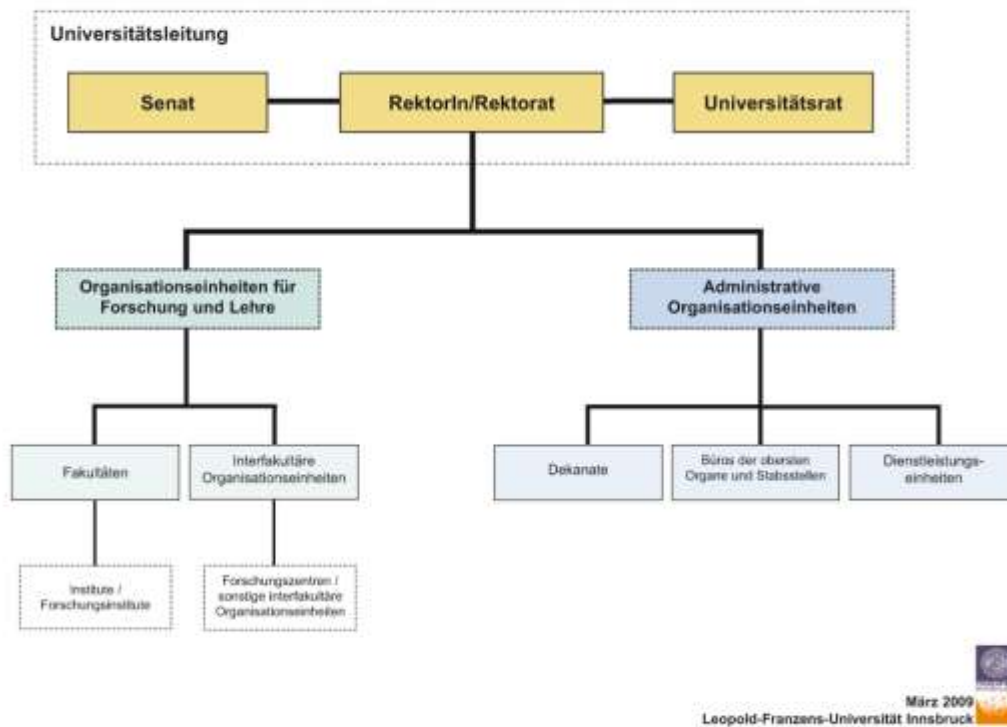 Universitätsleitung
Senat
RektorIn/Rektorat
Universitätsrat
Organisationseinheiten für
Forschung und Lehre
Administrative
Organisationseinheiten
Fakultäten
Interfakultäre
Organisationseinheiten
Dekanate
Büros der obersten
Organe und Stabsstellen
Dienstleistungs-
einheiten
Institute /
Forschungsinstitute
Forschungszentren /
sonstige interfakultäre
Organisationseinheiten
März 2009
Leopold-Franzens-Universität Innsbruck